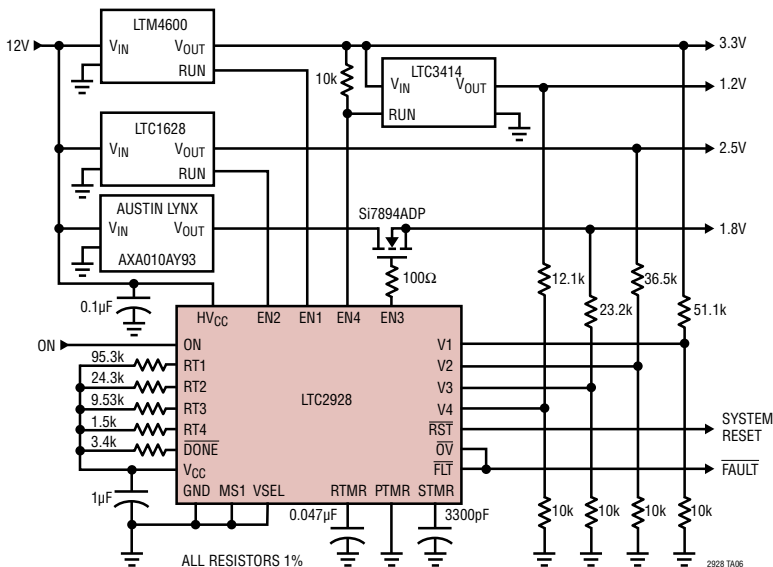 LTM4600
12V
VIN
VOUT
RUN
3.3V
10k
LTC3414
VIN
VOUT
RUN
1.2V
LTC1628
VIN
VOUT
RUN
2.5V
AUSTIN LYNX
VIN
VOUT
AXA010AY93
Si7894ADP
1.8V
100Ω
12.1k
36.5k
23.2k
51.1k
0.1µF
HVCC
EN2
EN1
EN4
EN3
ON
ON
V1
95.3k
RT1
V2
24.3k
RT2
V3
9.53k
RT3
LTC2928
V4
1.5k
RT4
RST
SYSTEM
RESET
3.4k
DONE
OV
VCC
FLT
FAULT
1µF
GND
MS1
VSEL
RTMR
PTMR
STMR
0.047µF
3300pF
10k
10k
10k
10k
ALL RESISTORS 1%
2928 TA06